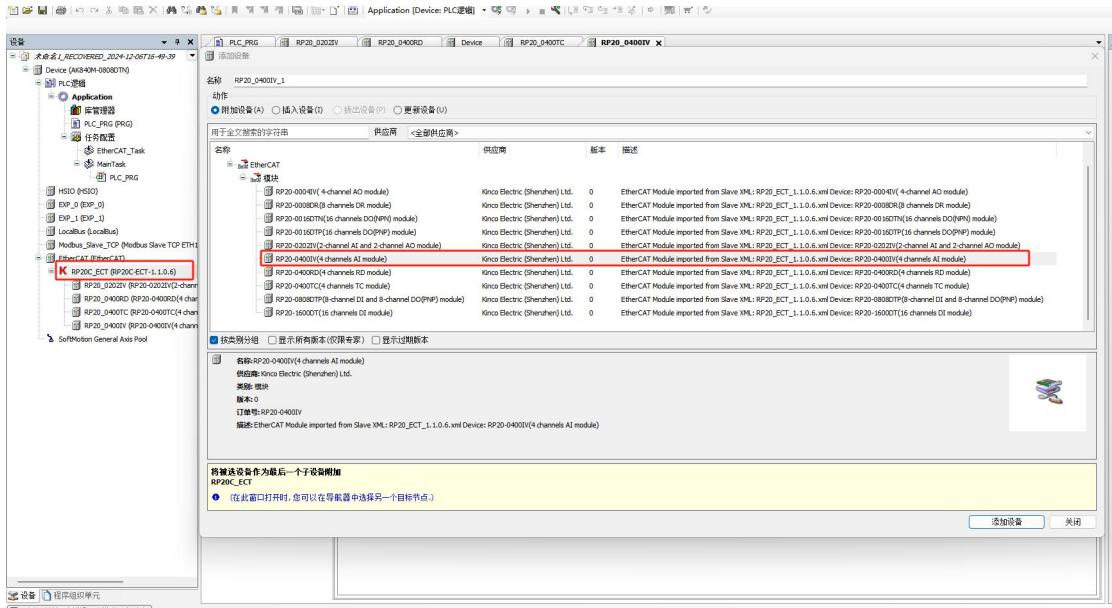 Application [Device: PLC逻辑]
设备
PLC_PRG
RP20_0202IV
RP20_0400RD
Device
RP20_0400TC
RP20_0400IV
未命名1_RECOVERED_2024-12-06T16-49-39
Device (AK840M-0808DTN)
PLC逻辑
Application
库管理器
PLC_PRG (PRG)
任务配置
EtherCAT_Task
MainTask
PLC_PRG
HSIO (HSIO)
EXP_0 (EXP_0)
EXP_1 (EXP_1)
LocalBus (LocalBus)
Modbus_Slave_TCP (Modbus Slave TCP ETH1
EtherCAT (EtherCAT)
RP20C_ECT (RP20C-ECT-1.1.0.6)
RP20_0202IV (RP20-0202IV(2-chann
RP20_0400RD (RP20-0400RD(4 char
RP20_0400TC (RP20-0400TC(4 chan
RP20_0400IV (RP20-0400IV(4 chann
SoftMotion General Axis Pool
设备
程序组织单元
添加设备
名称 RP20_0400IV_1
动作
附加设备(A) 插入设备(I) 拔出设备(P) 更新设备(U)
用于全文搜索的字符串 供应商 <全部供应商>
名称 供应商 版本 描述
EtherCAT
模块
RP20-0004IV( 4-channel AO module) Kinco Electric (Shenzhen) Ltd. 0 EtherCAT Module imported from Slave XML: RP20_ECT_1.1.0.6.xml Device: RP20-0004IV( 4-channel AO module)
RP20-0008DR(8 channels DR module) Kinco Electric (Shenzhen) Ltd. 0 EtherCAT Module imported from Slave XML: RP20_ECT_1.1.0.6.xml Device: RP20-0008DR(8 channels DR module)
RP20-0016DTN(16 channels DO(NPN) module) Kinco Electric (Shenzhen) Ltd. 0 EtherCAT Module imported from Slave XML: RP20_ECT_1.1.0.6.xml Device: RP20-0016DTN(16 channels DO(NPN) module)
RP20-0016DTP(16 channels DO(PNP) module) Kinco Electric (Shenzhen) Ltd. 0 EtherCAT Module imported from Slave XML: RP20_ECT_1.1.0.6.xml Device: RP20-0016DTP(16 channels DO(PNP) module)
RP20-0202IV(2-channel AI and 2-channel AO module) Kinco Electric (Shenzhen) Ltd. 0 EtherCAT Module imported from Slave XML: RP20_ECT_1.1.0.6.xml Device: RP20-0202IV(2-channel AI and 2-channel AO module)
RP20-0400IV(4 channels AI module) Kinco Electric (Shenzhen) Ltd. 0 EtherCAT Module imported from Slave XML: RP20_ECT_1.1.0.6.xml Device: RP20-0400IV(4 channels AI module)
RP20-0400RD(4 channels RD module) Kinco Electric (Shenzhen) Ltd. 0 EtherCAT Module imported from Slave XML: RP20_ECT_1.1.0.6.xml Device: RP20-0400RD(4 channels RD module)
RP20-0400TC(4 channels TC module) Kinco Electric (Shenzhen) Ltd. 0 EtherCAT Module imported from Slave XML: RP20_ECT_1.1.0.6.xml Device: RP20-0400TC(4 channels TC module)
RP20-0808DTP(8-channel DI and 8-channel DO(PNP) module) Kinco Electric (Shenzhen) Ltd. 0 EtherCAT Module imported from Slave XML: RP20_ECT_1.1.0.6.xml Device: RP20-0808DTP(8-channel DI and 8-channel DO(PNP) module)
RP20-1600DT(16 channels DI module) Kinco Electric (Shenzhen) Ltd. 0 EtherCAT Module imported from Slave XML: RP20_ECT_1.1.0.6.xml Device: RP20-1600DT(16 channels DI module)
按类别分组 显示所有版本(仅限专家) 显示过期版本
名称:RP20-0400IV(4 channels AI module)
供应商: Kinco Electric (Shenzhen) Ltd.
类别: 模块
版本: 0
订单号: RP20-0400IV
描述: EtherCAT Module imported from Slave XML: RP20_ECT_1.1.0.6.xml Device: RP20-0400IV(4 channels AI module)
将被选设备作为最后一个子设备附加
RP20C_ECT
(在此窗口打开时,您可以在导航器中选择另一个目标节点.)
添加设备 关闭